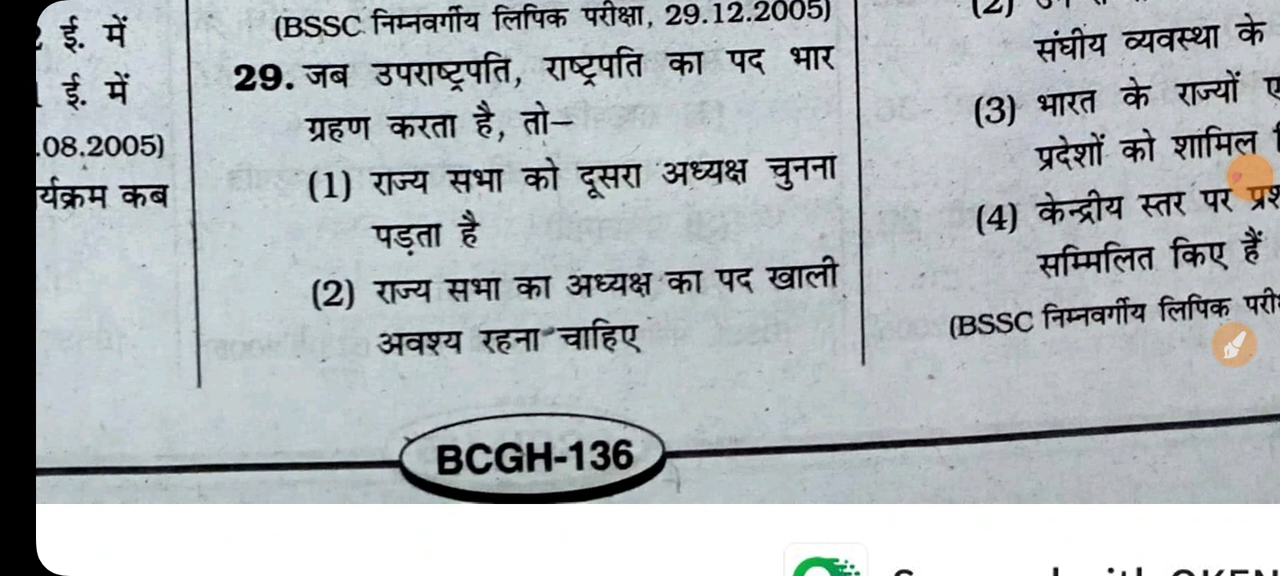 ई. में
ई. में
.08.2005)
र्यक्रम कब
(BSSC निम्नवर्गीय लिपिक परीक्षा, 29.12.2005)
29. जब उपराष्ट्रपति, राष्ट्रपति का पद भार
ग्रहण करता है, तो–
(1) राज्य सभा को दूसरा अध्यक्ष चुनना
पड़ता है
(2) राज्य सभा का अध्यक्ष का पद खाली
अवश्य रहना चाहिए
(2)
संघीय व्यवस्था के
(3) भारत के राज्यों
प्रदेशों को शामिल
(4) केन्द्रीय स्तर पर
सम्मिलित किए हैं
(BSSC निम्नवर्गीय लिपिक
BCGH-136